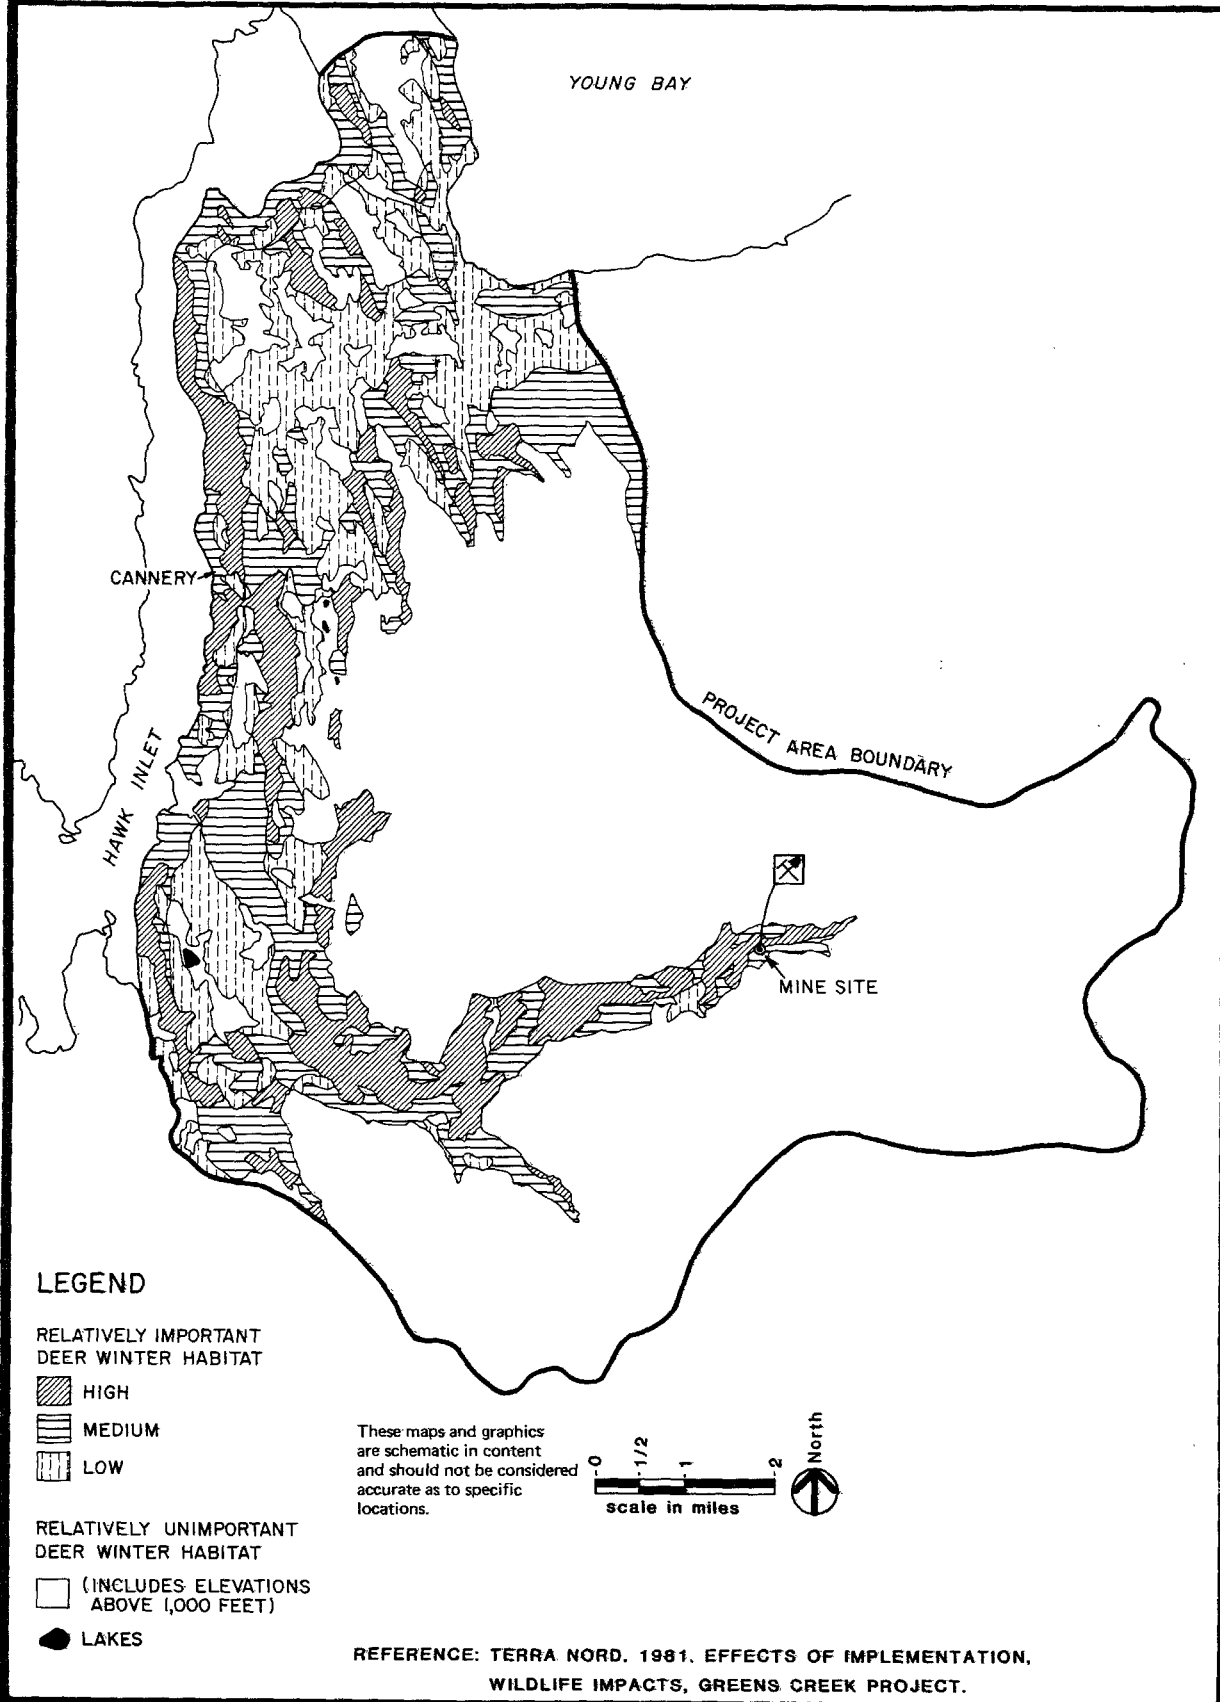 YOUNG BAY
CANNERY
HAWK INLET
PROJECT AREA BOUNDARY
MINE SITE
LEGEND
RELATIVELY IMPORTANT
DEER WINTER HABITAT
HIGH
MEDIUM
LOW
RELATIVELY UNIMPORTANT
DEER WINTER HABITAT
(INCLUDES ELEVATIONS
ABOVE 1,000 FEET)
LAKES
These maps and graphics
are schematic in content
and should not be considered
accurate as to specific
locations.
0 1/2 1 2
scale in miles
North
REFERENCE: TERRA NORD. 1981. EFFECTS OF IMPLEMENTATION,
WILDLIFE IMPACTS, GREENS CREEK PROJECT.